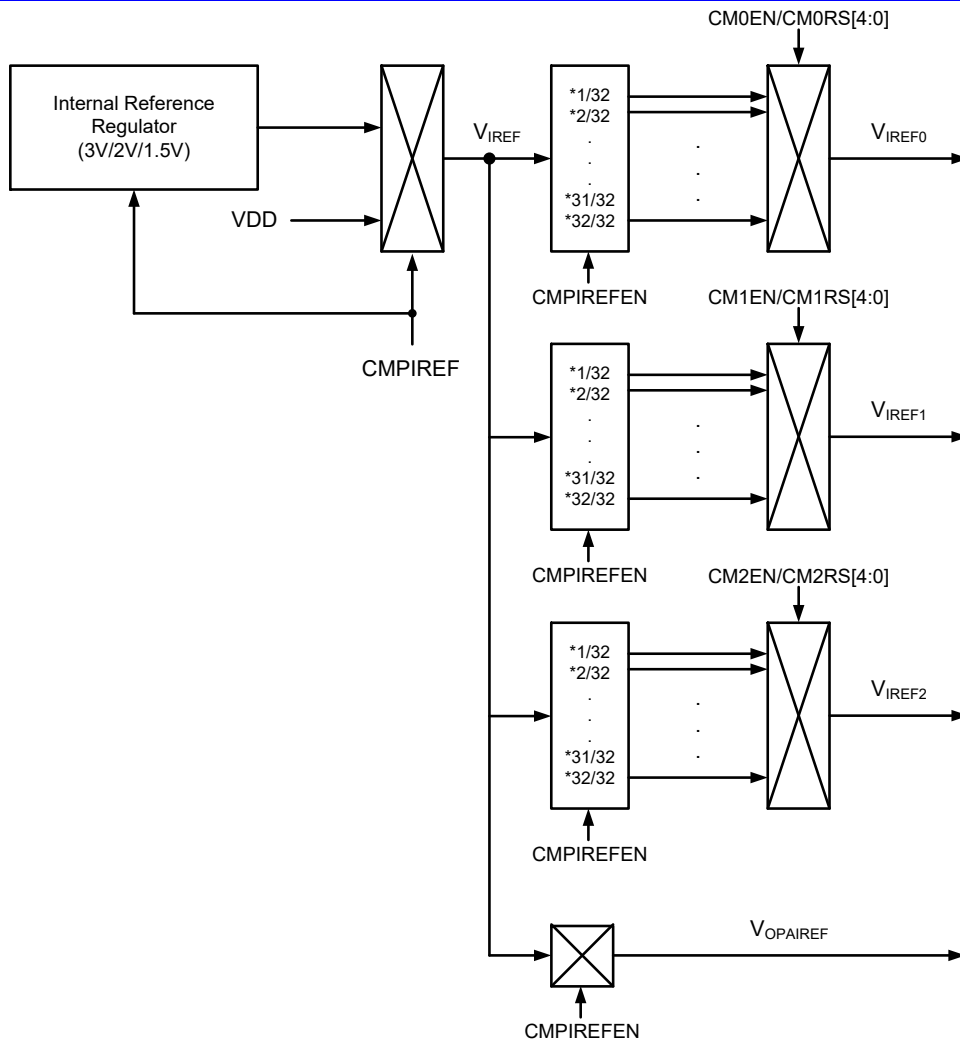 CM0EN/CM0RS[4:0]
Internal Reference
Regulator
(3V/2V/1.5V)
VDD
CMPIREF
VIREF
*1/32
*2/32
.
.
.
*31/32
*32/32
.
.
.
CMPIREFEN
VIREF0
CM1EN/CM1RS[4:0]
*1/32
*2/32
.
.
.
*31/32
*32/32
.
.
.
CMPIREFEN
VIREF1
CM2EN/CM2RS[4:0]
*1/32
*2/32
.
.
.
*31/32
*32/32
.
.
.
CMPIREFEN
VIREF2
VOPAIREF
CMPIREFEN